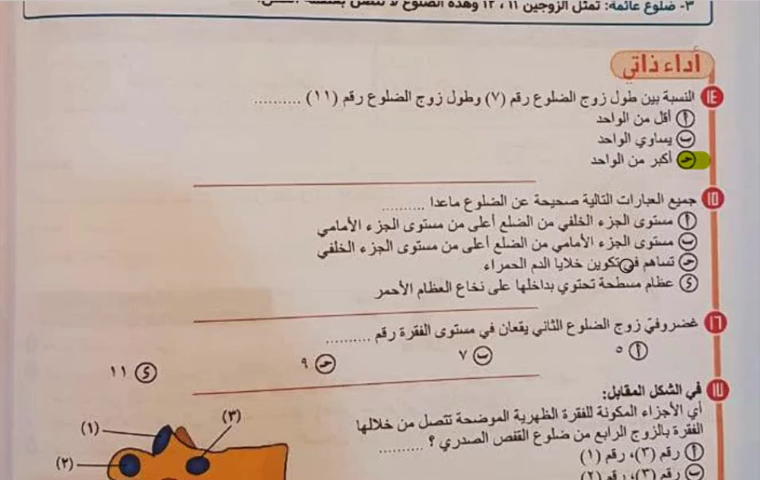 ٣- ضلوع عائمة: تمثل الزوجين ١١ ، ١٢ وهذه الضلوع لا تتصل
أداء ذاتي
١٤ النسبة بين طول زوج الضلوع رقم (٧) وطول زوج الضلوع رقم (١١) ..........
أ أقل من الواحد
ب يساوي الواحد
ج أكبر من الواحد
١٥ جميع العبارات التالية صحيحة عن الضلوع ماعدا ..........
أ مستوى الجزء الخلفي من الضلع أعلى من مستوى الجزء الأمامي
ب مستوى الجزء الأمامي من الضلع أعلى من مستوى الجزء الخلفي
ج تساهم في تكوين خلايا الدم الحمراء
د عظام مسطحة تحتوي بداخلها على نخاع العظام الأحمر
١٦ غضروفيّ زوج الضلوع الثاني يقعان في مستوى الفقرة رقم ..........
أ ٥ ب ٧ ج ٩ د ١١
١٧ في الشكل المقابل:
أي الأجزاء المكونة للفقرة الظهرية الموضحة تتصل من خلالها
الفقرة بالزوج الرابع من ضلوع القفص الصدري ؟ ..........
أ رقم (٣)، رقم (١)
ب رقم (٣)، رقم (٢)
(١)
(٣)
(٢)